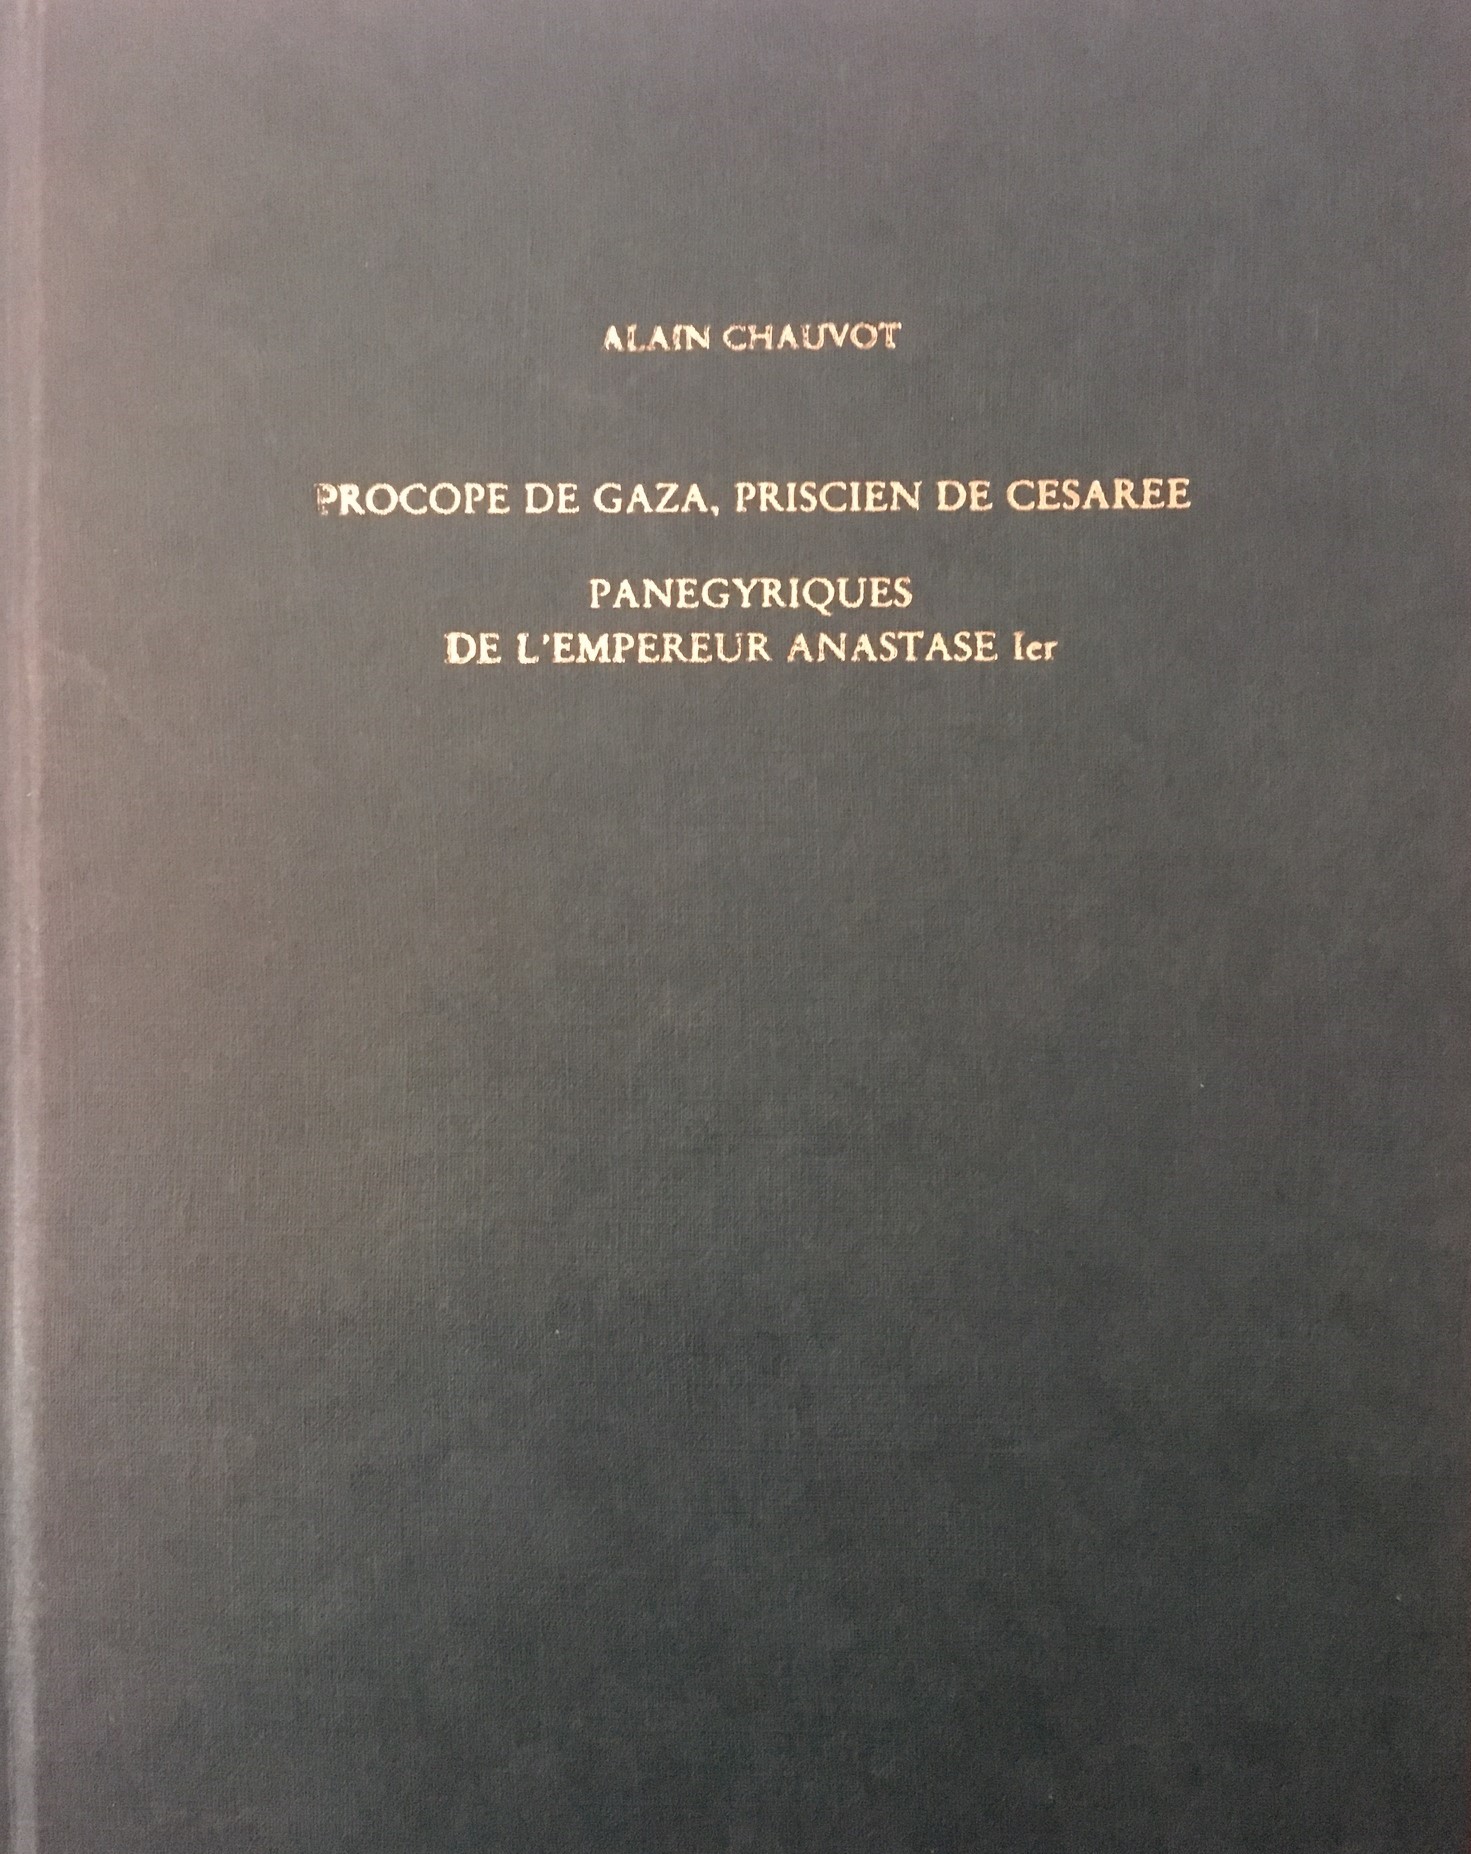 ALAIN CHAUVOT
PROCOPE DE GAZA, PRISCIEN DE CESAREE
PANEGYRIQUES
DE L'EMPEREUR ANASTASE Ier